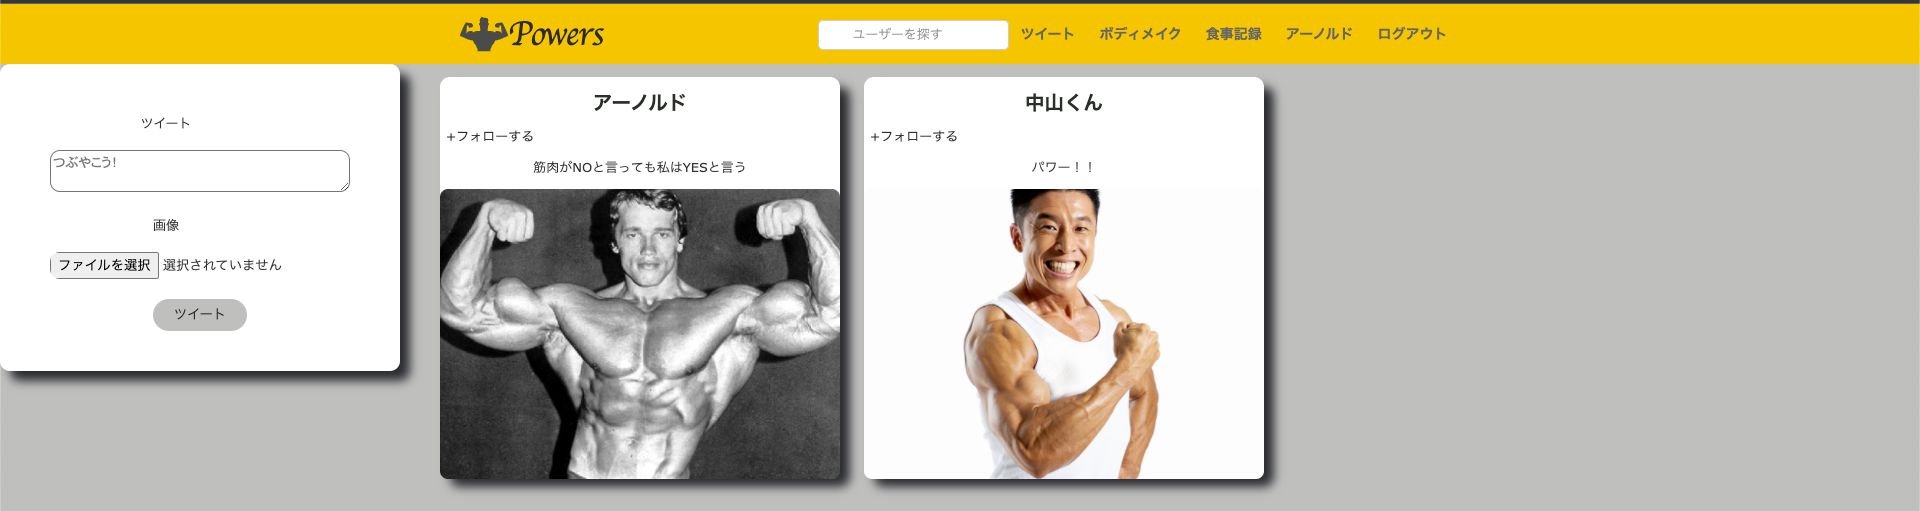 Powers
ユーザーを探す
ツイート
ボディメイク
食事記録
アーノルド
ログアウト
ツイート
つぶやこう!
画像
ファイルを選択 選択されていません
ツイート
アーノルド
+フォローする
筋肉がNOと言っても私はYESと言う
中山くん
+フォローする
パワー！！